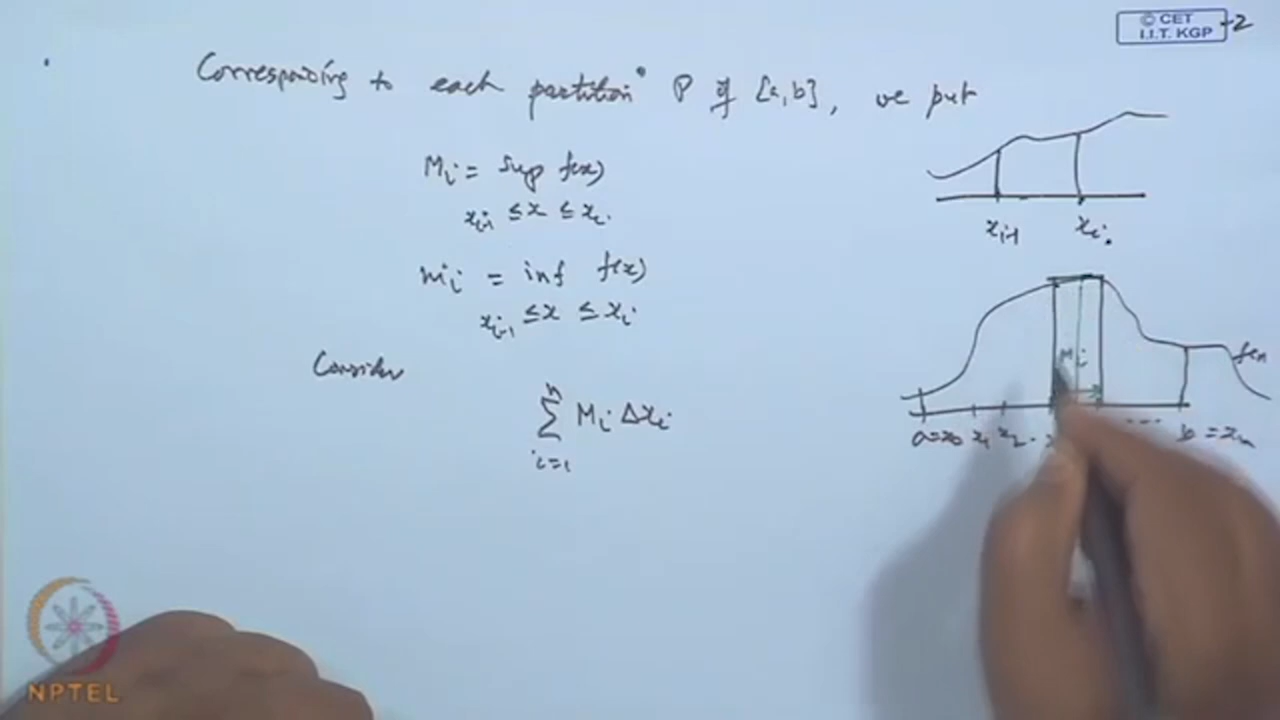 © CET
I.I.T. KGP
-2
Corresponding to each partition P of [a,b], we put
Mi = Sup f(x)
xi-1 ≤ x ≤ xi.
mi = inf f(x)
xi-1 ≤ x ≤ xi
xi-1 xi.
Consider
n
Σ Mi Δxi
i=1
Mi
f(x)
a=x0 x1 x2 . ... b = xn
NPTEL